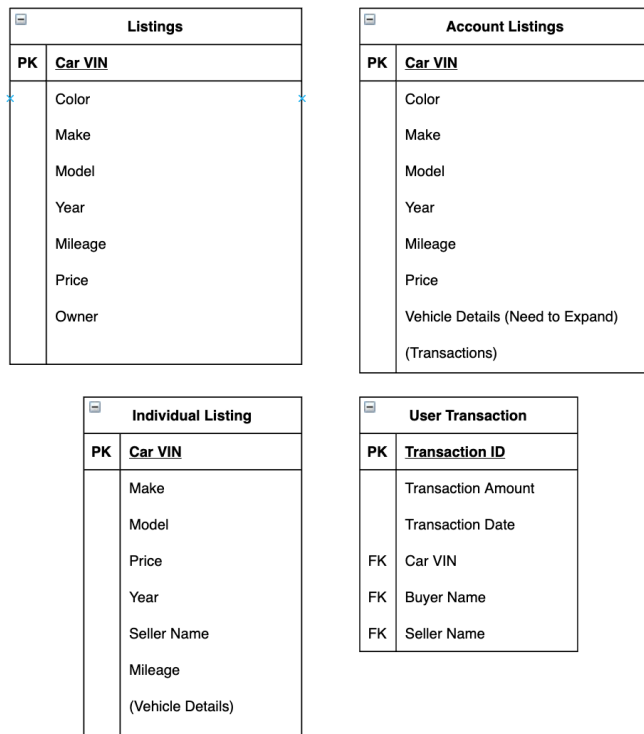 Listings
PK Car VIN
Color
Make
Model
Year
Mileage
Price
Owner
Account Listings
PK Car VIN
Color
Make
Model
Year
Mileage
Price
Vehicle Details (Need to Expand)
(Transactions)
Individual Listing
PK Car VIN
Make
Model
Price
Year
Seller Name
Mileage
(Vehicle Details)
User Transaction
PK Transaction ID
Transaction Amount
Transaction Date
FK Car VIN
FK Buyer Name
FK Seller Name